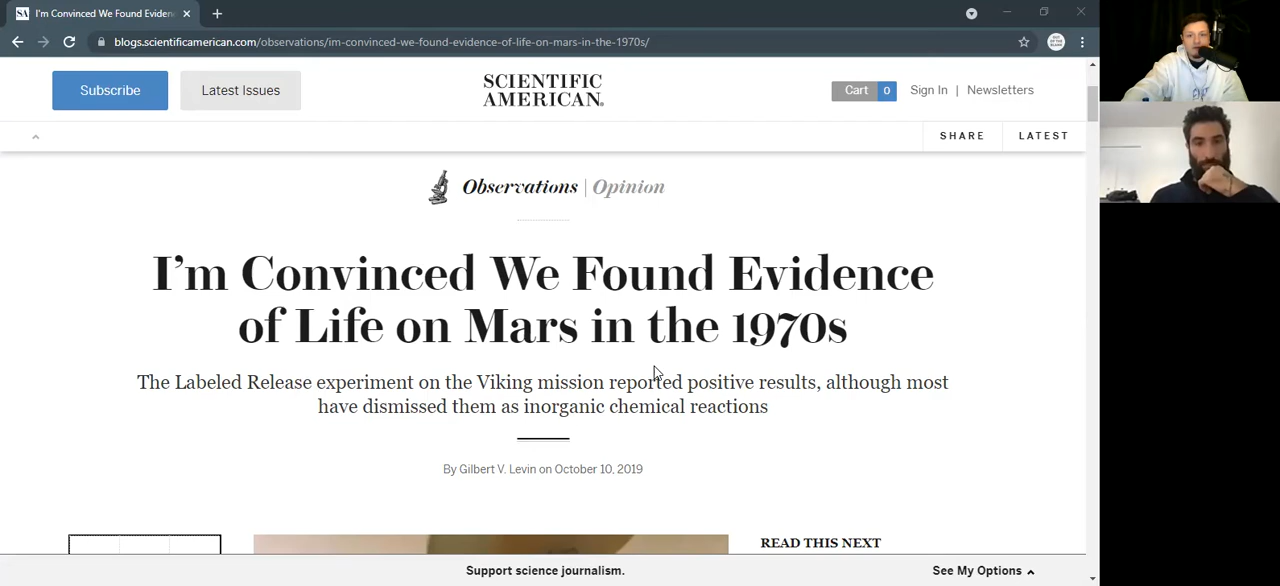 I'm Convinced We Found Eviden
blogs.scientificamerican.com/observations/im-convinced-we-found-evidence-of-life-on-mars-in-the-1970s/
Subscribe
Latest Issues
SCIENTIFIC
AMERICAN®
Cart 0
Sign In | Newsletters
SHARE
LATEST
Observations | Opinion
I'm Convinced We Found Evidence
of Life on Mars in the 1970s
The Labeled Release experiment on the Viking mission reported positive results, although most
have dismissed them as inorganic chemical reactions
By Gilbert V. Levin on October 10, 2019
READ THIS NEXT
Support science journalism.
See My Options